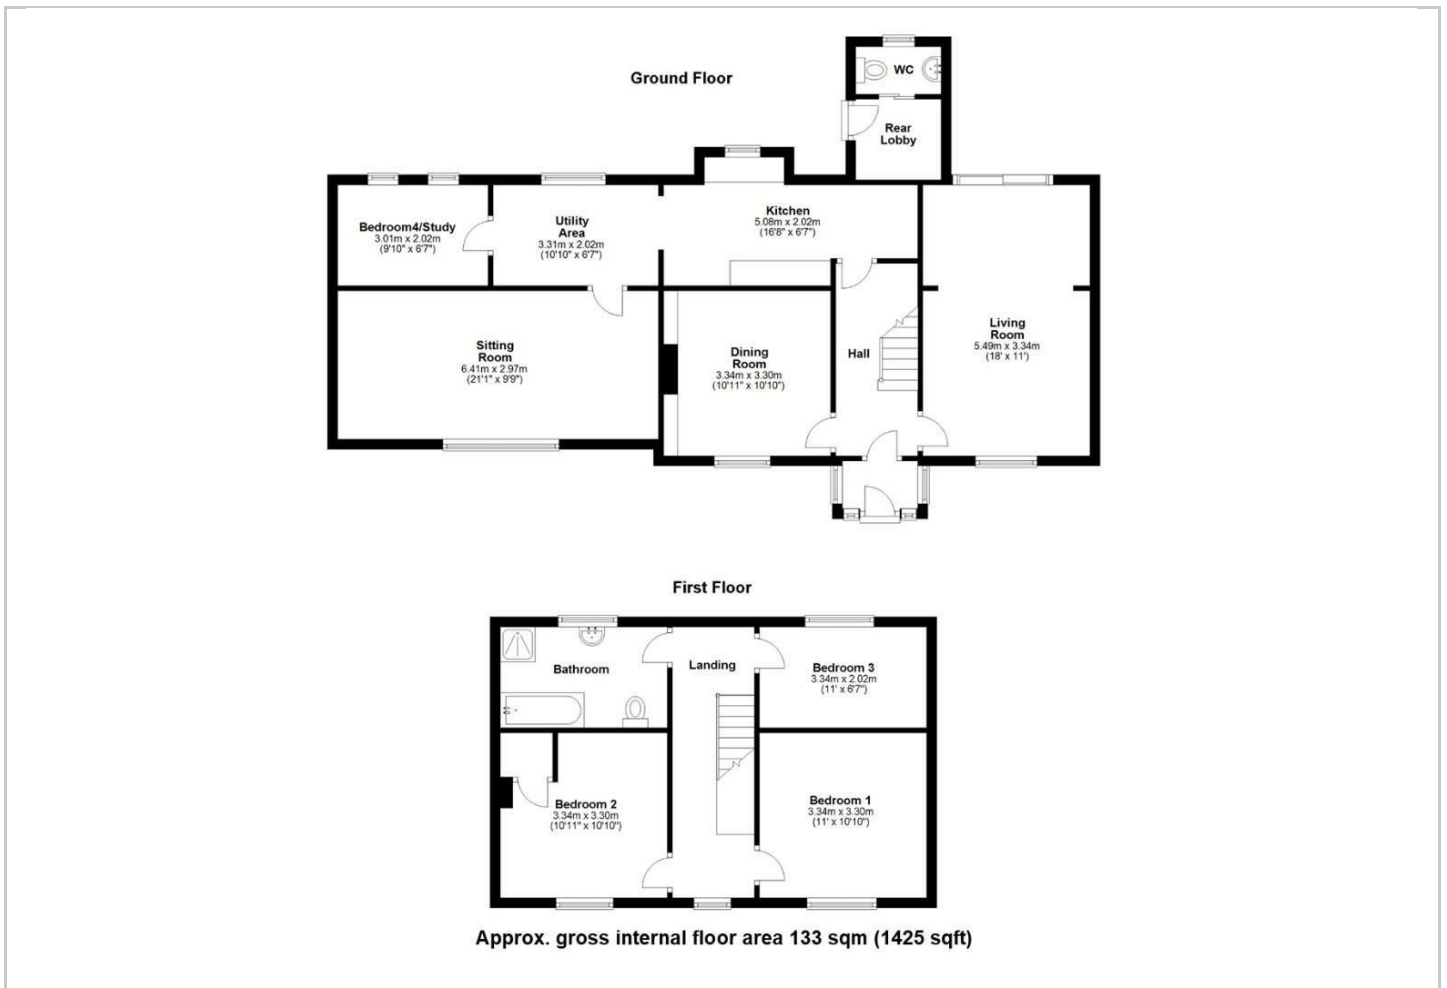 Ground Floor
WC
Rear
Lobby
Kitchen
5.08m x 2.02m
(16'8" x 6'7")
Utility
Area
3.31m x 2.02m
(10'10" x 6'7")
Bedroom4/Study
3.01m x 2.02m
(9'10" x 6'7")
Sitting
Room
6.41m x 2.97m
(21'1" x 9'9")
Dining
Room
3.34m x 3.30m
(10'11" x 10'10")
Hall
Living
Room
5.49m x 3.34m
(18' x 11')
First Floor
Bathroom
Landing
Bedroom 3
3.34m x 2.02m
(11' x 6'7")
Bedroom 2
3.34m x 3.30m
(10'11" x 10'10")
Bedroom 1
3.34m x 3.30m
(11' x 10'10")
Approx. gross internal floor area 133 sqm (1425 sqft)